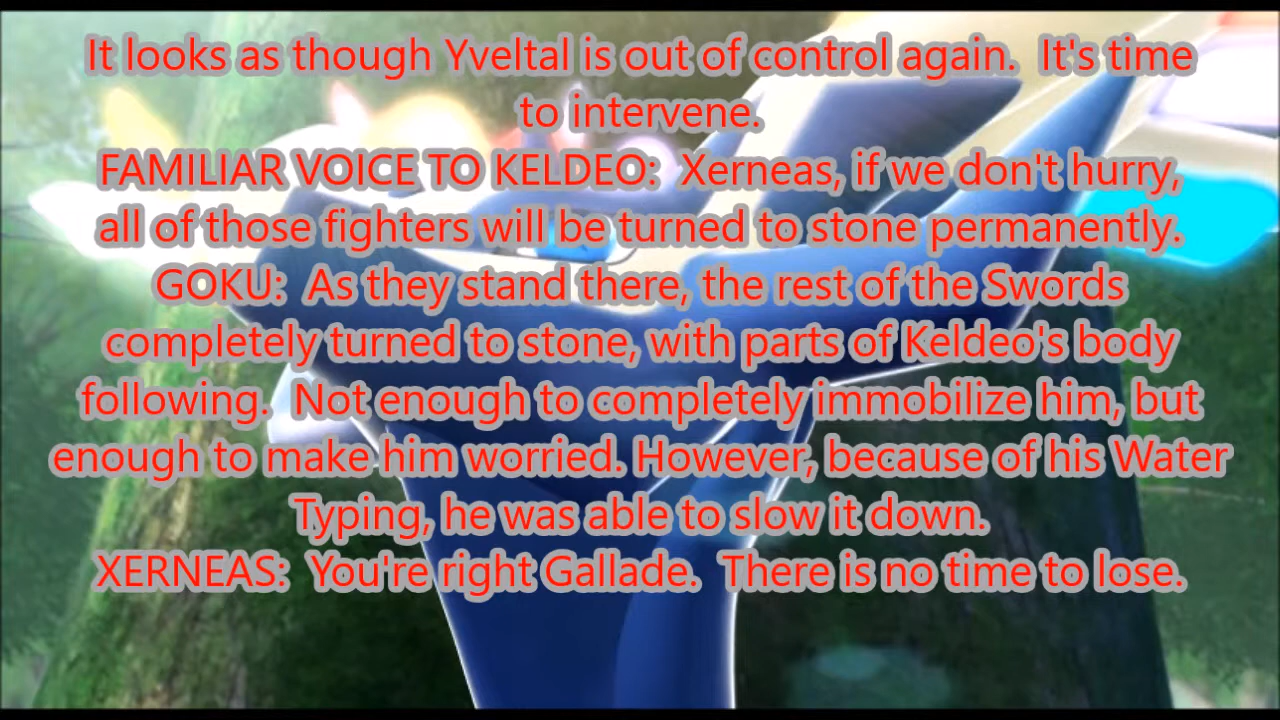 It looks as though Yveltal is out of control again.  It's time
to intervene.
FAMILIAR VOICE TO KELDEO:  Xerneas, if we don't hurry,
all of those fighters will be turned to stone permanently.
GOKU:  As they stand there, the rest of the Swords
completely turned to stone, with parts of Keldeo's body
following.  Not enough to completely immobilize him, but
enough to make him worried. However, because of his Water
Typing, he was able to slow it down.
XERNEAS:  You're right Gallade.  There is no time to lose.